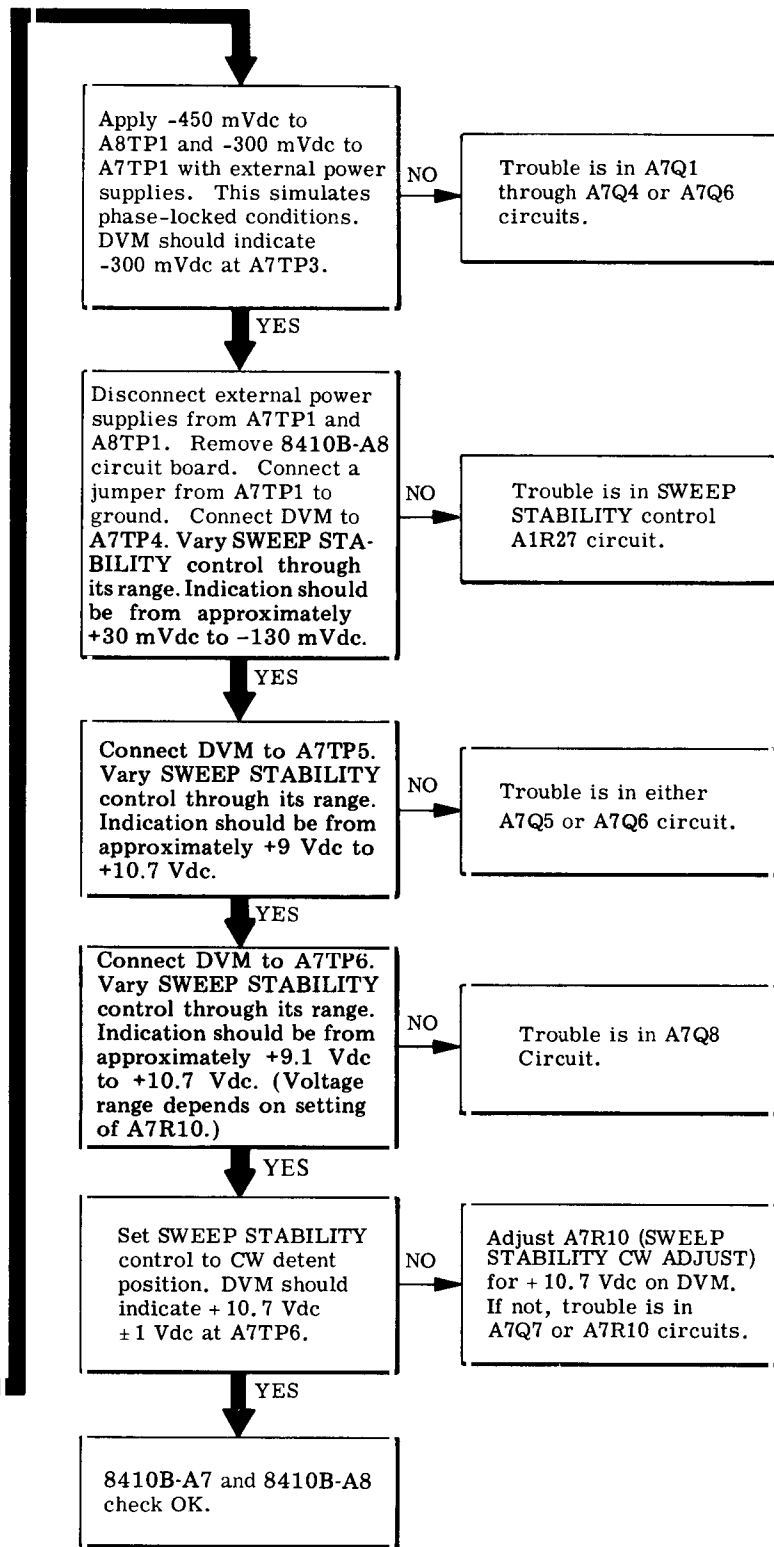 Apply -450 mVdc to
A8TP1 and -300 mVdc to
A7TP1 with external power
supplies. This simulates
phase-locked conditions.
DVM should indicate
-300 mVdc at A7TP3.
NO
Trouble is in A7Q1
through A7Q4 or A7Q6
circuits.
YES
Disconnect external power
supplies from A7TP1 and
A8TP1. Remove 8410B-A8
circuit board. Connect a
jumper from A7TP1 to
ground. Connect DVM to
A7TP4. Vary SWEEP STA-
BILITY control through
its range. Indication should
be from approximately
+30 mVdc to -130 mVdc.
NO
Trouble is in SWEEP
STABILITY control
A1R27 circuit.
YES
Connect DVM to A7TP5.
Vary SWEEP STABILITY
control through its range.
Indication should be from
approximately +9 Vdc to
+10.7 Vdc.
NO
Trouble is in either
A7Q5 or A7Q6 circuit.
YES
Connect DVM to A7TP6.
Vary SWEEP STABILITY
control through its range.
Indication should be from
approximately +9.1 Vdc
to +10.7 Vdc. (Voltage
range depends on setting
of A7R10.)
NO
Trouble is in A7Q8
Circuit.
YES
Set SWEEP STABILITY
control to CW detent
position. DVM should
indicate + 10.7 Vdc
± 1 Vdc at A7TP6.
NO
Adjust A7R10 (SWEEP
STABILITY CW ADJUST)
for + 10.7 Vdc on DVM.
If not, trouble is in
A7Q7 or A7R10 circuits.
YES
8410B-A7 and 8410B-A8
check OK.